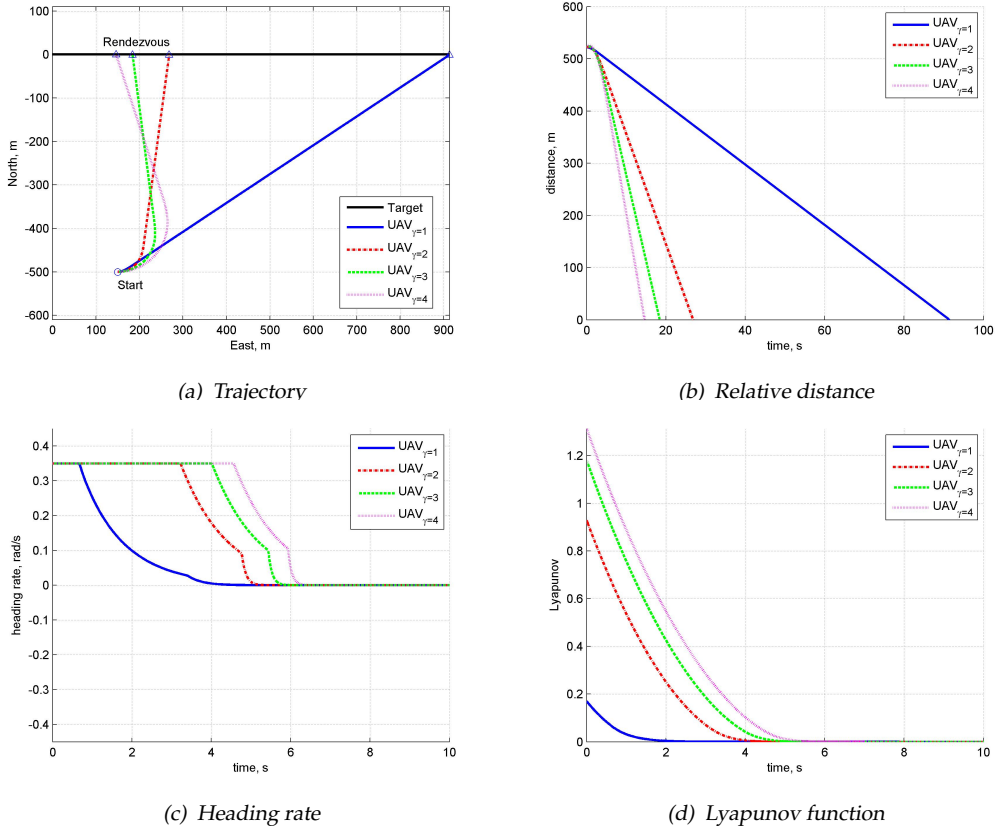 100
0
-100
-200
-300
-400
-500
-600
North, m
Rendezvous
Start
Target
UAVγ=1
UAVγ=2
UAVγ=3
UAVγ=4
0 100 200 300 400 500 600 700 800 900
East, m
(a) Trajectory
600
500
400
300
200
100
0
distance, m
UAVγ=1
UAVγ=2
UAVγ=3
UAVγ=4
0 20 40 60 80 100
time, s
(b) Relative distance
0.4
0.3
0.2
0.1
0
-0.1
-0.2
-0.3
-0.4
heading rate, rad/s
UAVγ=1
UAVγ=2
UAVγ=3
UAVγ=4
0 2 4 6 8 10
time, s
(c) Heading rate
1.2
1
0.8
0.6
0.4
0.2
0
Lyapunov
UAVγ=1
UAVγ=2
UAVγ=3
UAVγ=4
0 2 4 6 8 10
time, s
(d) Lyapunov function